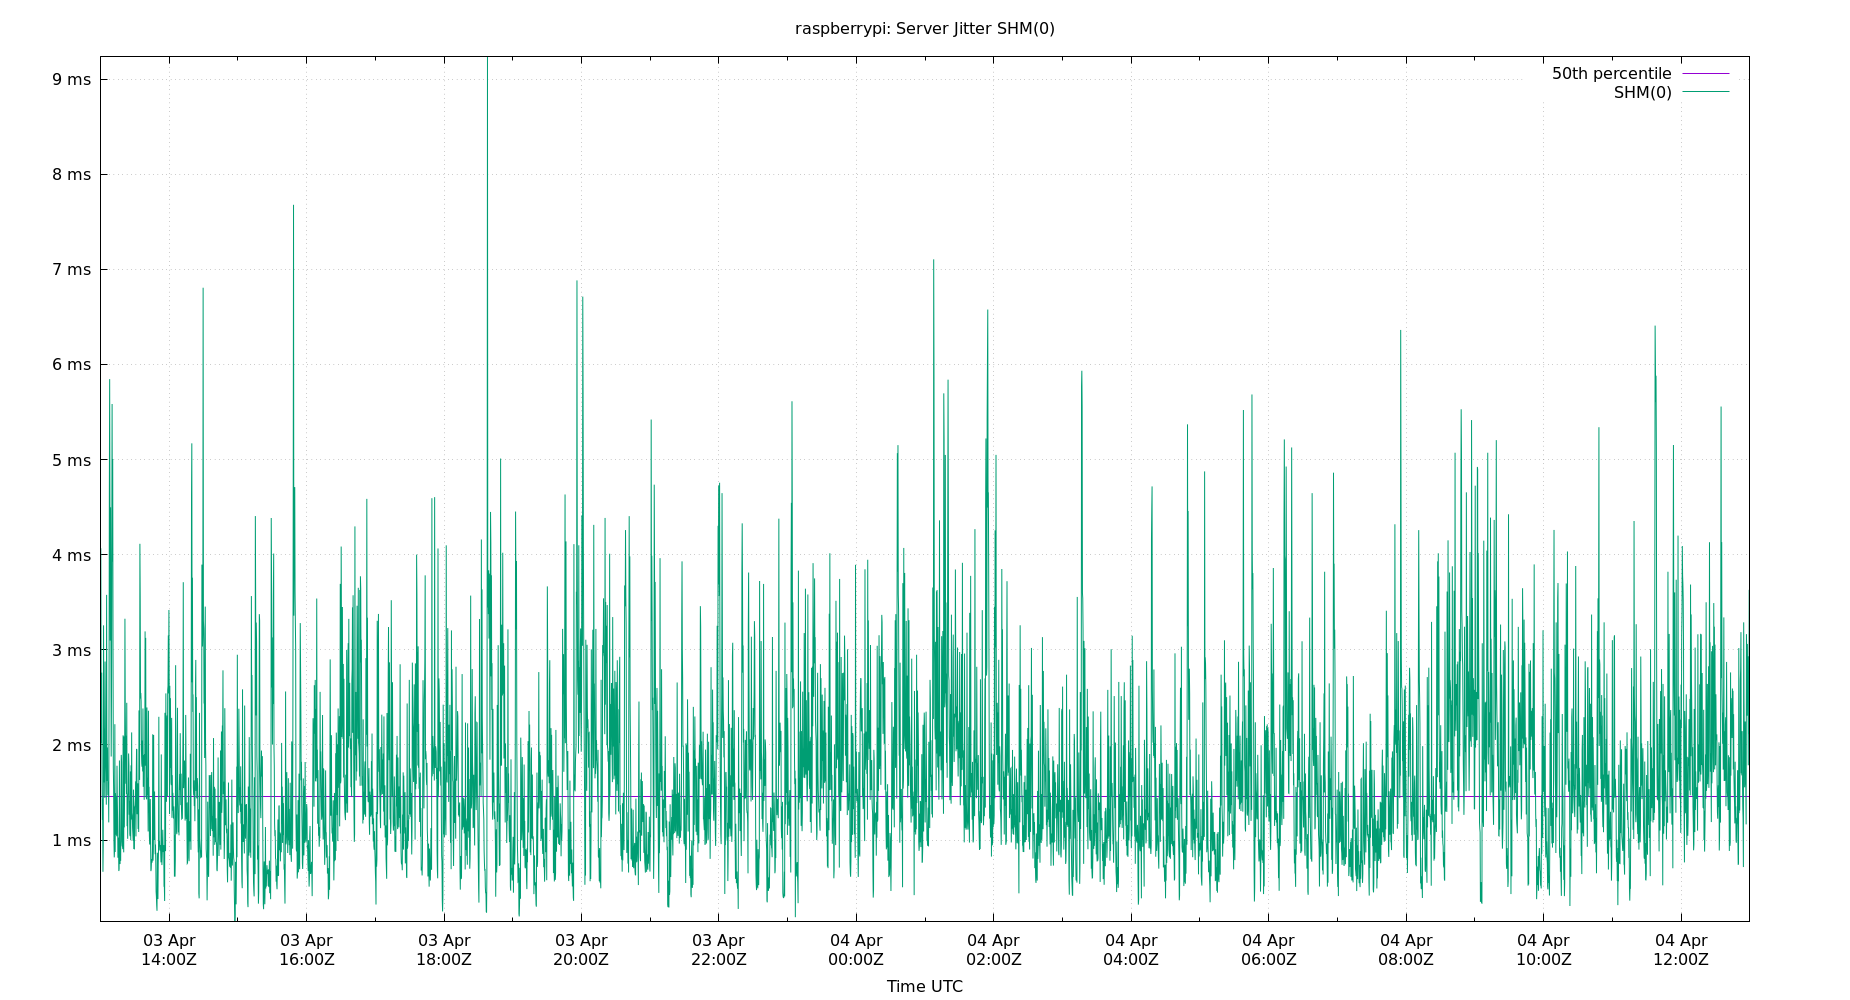 raspberrypi: Server Jitter SHM(0)
50th percentile
SHM(0)
9 ms
8 ms
7 ms
6 ms
5 ms
4 ms
3 ms
2 ms
1 ms
03 Apr 03 Apr 03 Apr 03 Apr 03 Apr 04 Apr 04 Apr 04 Apr 04 Apr 04 Apr 04 Apr 04 Apr
14:00Z 16:00Z 18:00Z 20:00Z 22:00Z 00:00Z 02:00Z 04:00Z 06:00Z 08:00Z 10:00Z 12:00Z
Time UTC